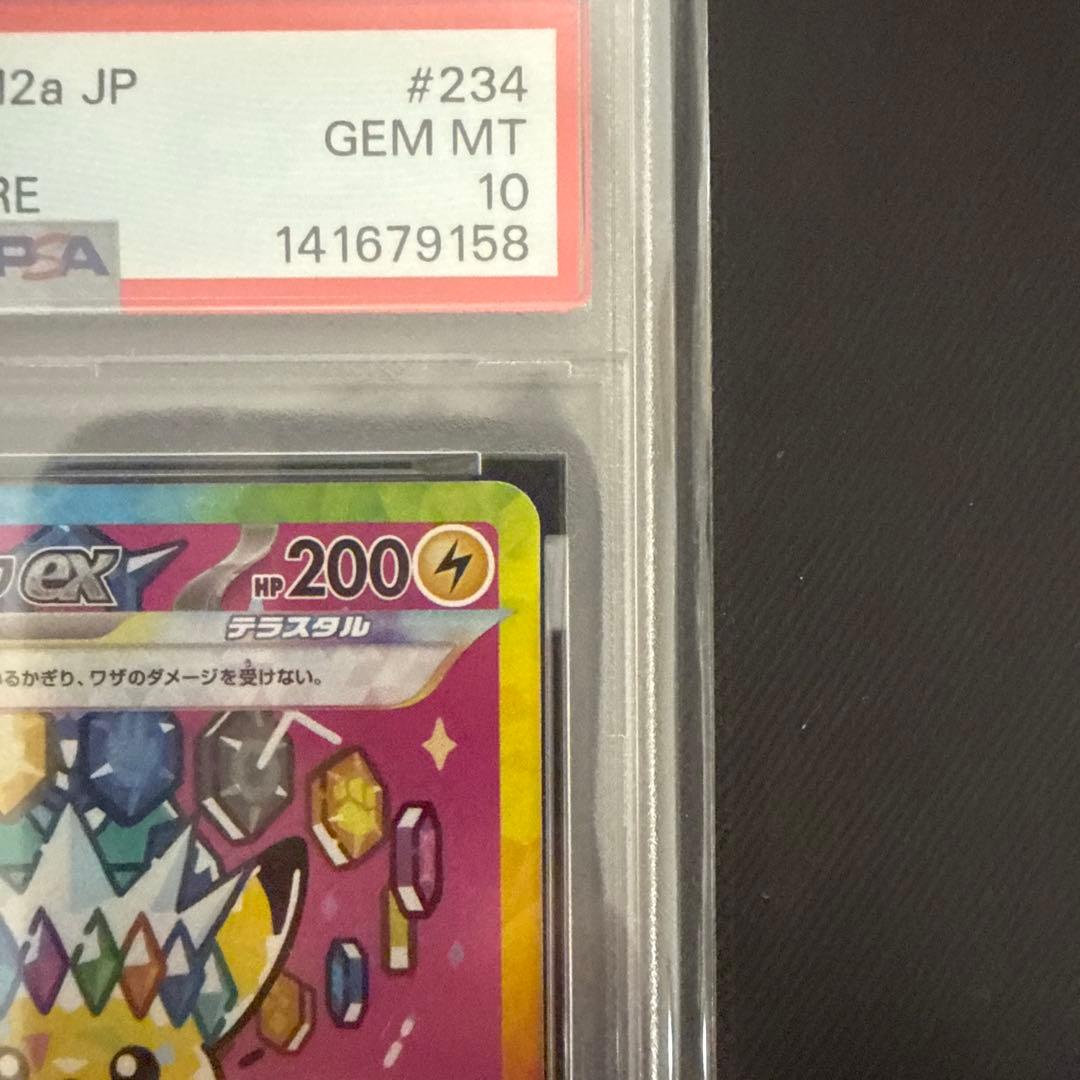 12a JP #234
GEM MT
RE 10
PSA 141679158
ex HP200
テラスタル
るかぎり、ワザのダメージを受けない。